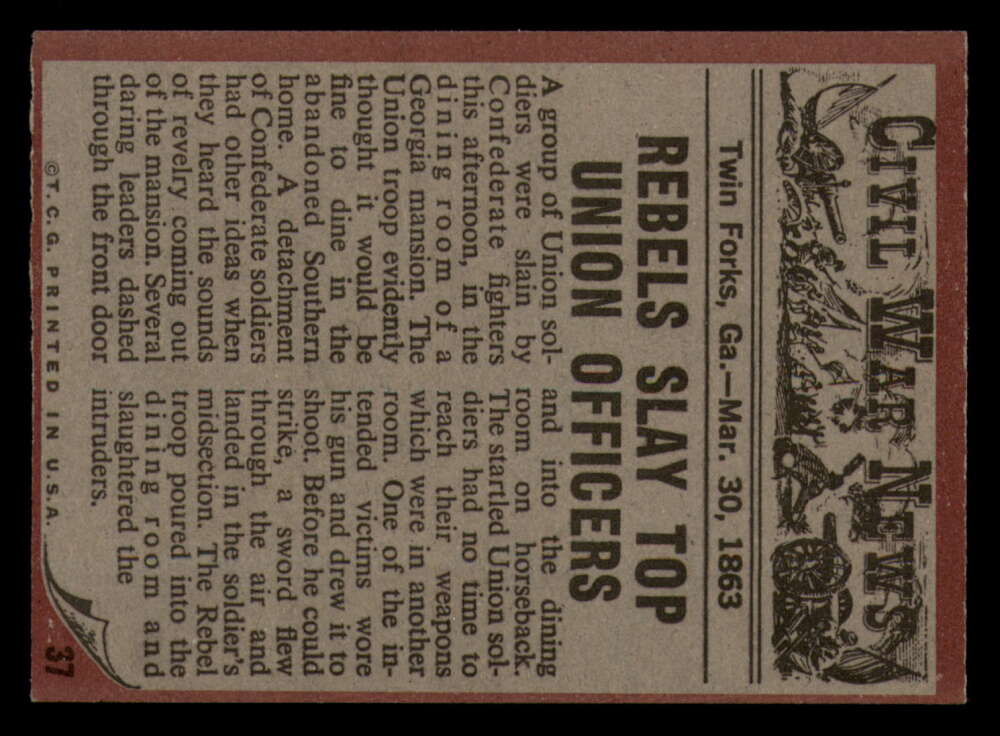 CIVIL WAR NEWS
Twin Forks, Ga.—Mar. 30, 1863
REBELS SLAY TOP
UNION OFFICERS
A group of Union sol-
diers were slain by
Confederate fighters
this afternoon, in the
dining room of a
Georgia mansion. The
Union troop evidently
thought it would be
fine to dine in the
abandoned Southern
home. A detachment
of Confederate soldiers
had other ideas when
they heard the sounds
of revelry coming out
of the mansion. Several
daring leaders dashed
through the front door
and into the dining
room on horseback.
The startled Union sol-
diers had no time to
reach their weapons
which were in another
room. One of the in-
tended victims wore
his gun and drew it to
shoot. Before he could
strike, a sword flew
through the air and
landed in the soldier's
midsection. The Rebel
troop poured into the
dining room and
slaughtered the
intruders.
©T.C.G. PRINTED IN U.S.A.
37